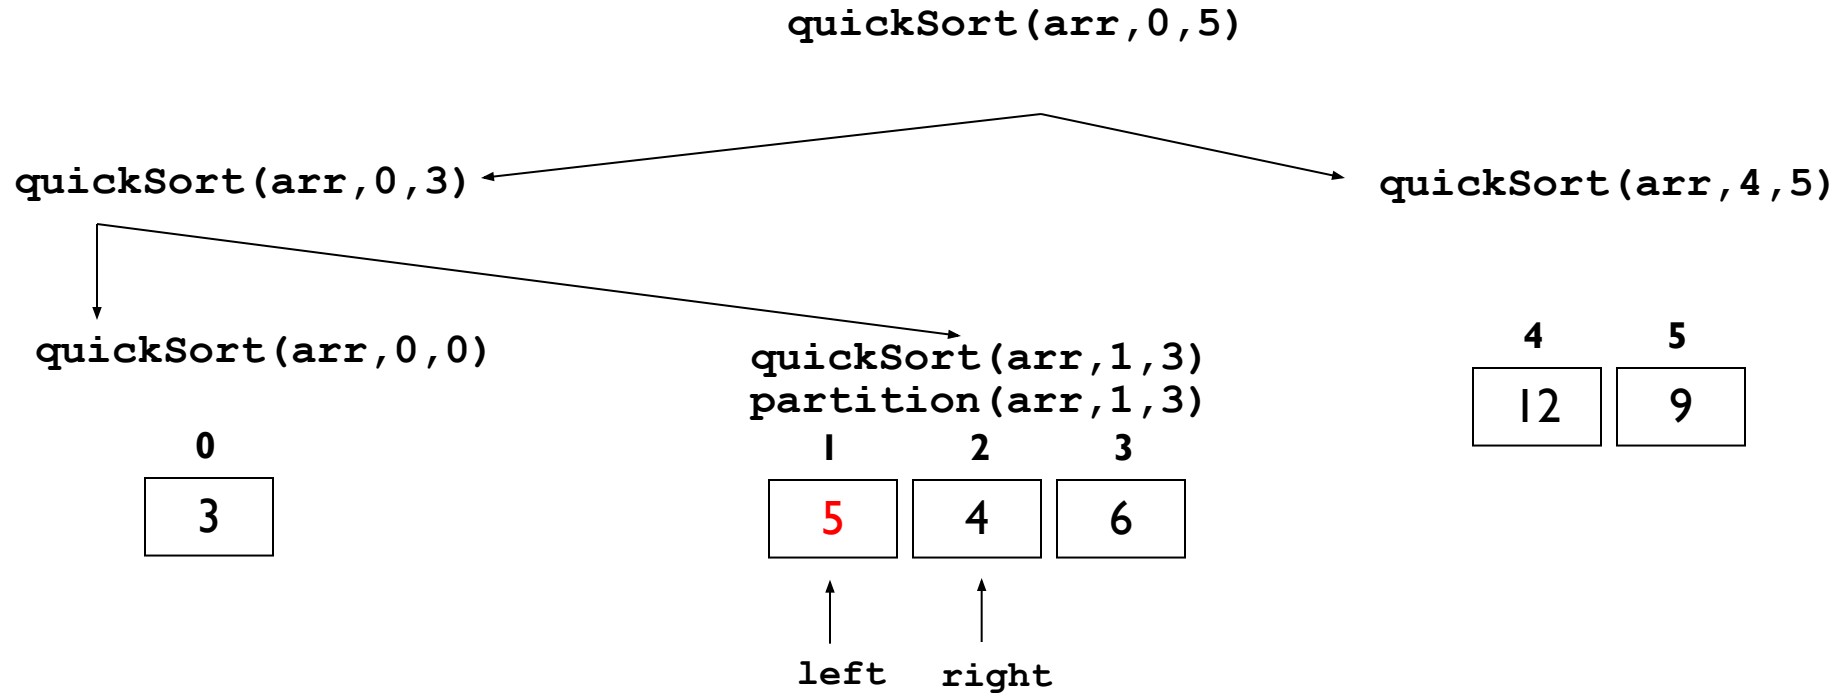 quickSort(arr,0,5)
quickSort(arr,0,3)
quickSort(arr,4,5)
quickSort(arr,0,0)
quickSort(arr,1,3)
partition(arr,1,3)
4 5
12 9
0
1 2 3
3
5 4 6
left right